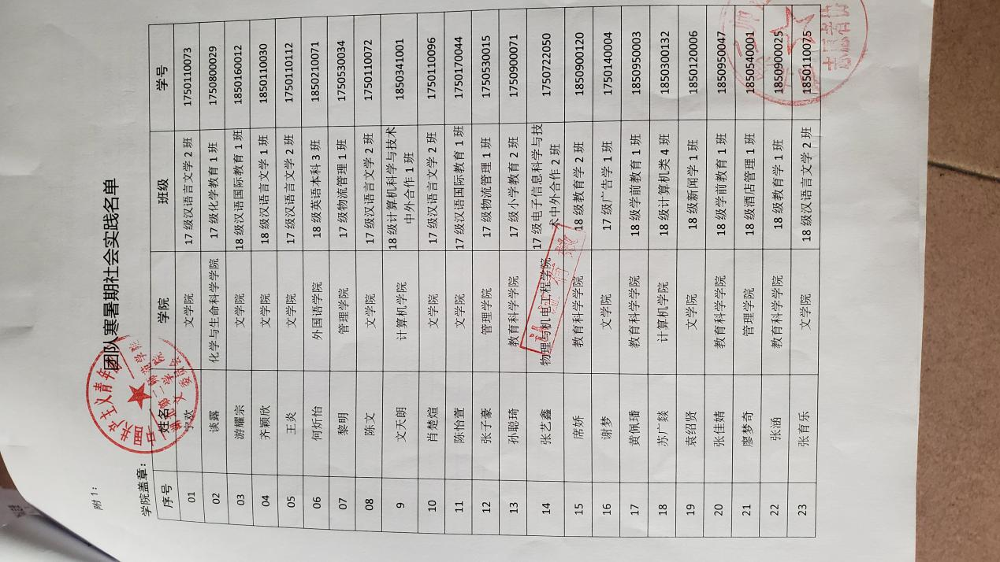 附 1：
团队寒暑期社会实践名单
学院盖章：
序号 姓名 学院 班级 学号
01 宁欢 文学院 17 级汉语言文学 2 班 1750110073
02 谈露 化学与生命科学学院 17 级化学教育 1 班 1750800029
03 游耀宗 文学院 18 级汉语国际教育 1 班 1850160012
04 齐颖欣 文学院 18 级汉语言文学 1 班 1850110030
05 王炎 文学院 17 级汉语言文学 2 班 1750110112
06 何炘怡 外国语学院 18 级英语本科 3 班 1850210071
07 黎明 管理学院 17 级物流管理 1 班 1750530034
08 陈文 文学院 17 级汉语言文学 2 班 1750110072
9 文天朗 计算机学院 18 级计算机科学与技术 1850341001
中外合作 1 班
10 肖楚煊 文学院 17 级汉语言文学 2 班 1750110096
11 陈怡萱 文学院 17 级汉语国际教育 1 班 1750170044
12 张子豪 管理学院 17 级物流管理 1 班 1750530015
13 孙聪琦 教育科学学院 17 级小学教育 2 班 17509000071
14 张艺鑫 物理与机电工程学院 17 级电子信息科学与技 1750722050
术中外合作 2 班
15 席娇 教育科学学院 18 级教育学 2 班 18509000120
16 谢梦 文学院 17 级广告学 1 班 1750140004
17 黄佩璠 教育科学学院 18 级学前教育 1 班 18509500003
18 苏广燚 计算机学院 18 级计算机类 4 班 18503000132
19 袁绍贤 文学院 18 级新闻学 1 班 1850120006
20 张佳婧 教育科学学院 18 级学前教育 1 班 18509500047
21 廖梦奇 管理学院 18 级酒店管理 1 班 1850540001
22 张涵 教育科学学院 18 级教育学 1 班 18509000025
23 张育乐 文学院 18 级汉语言文学 2 班 1850110075